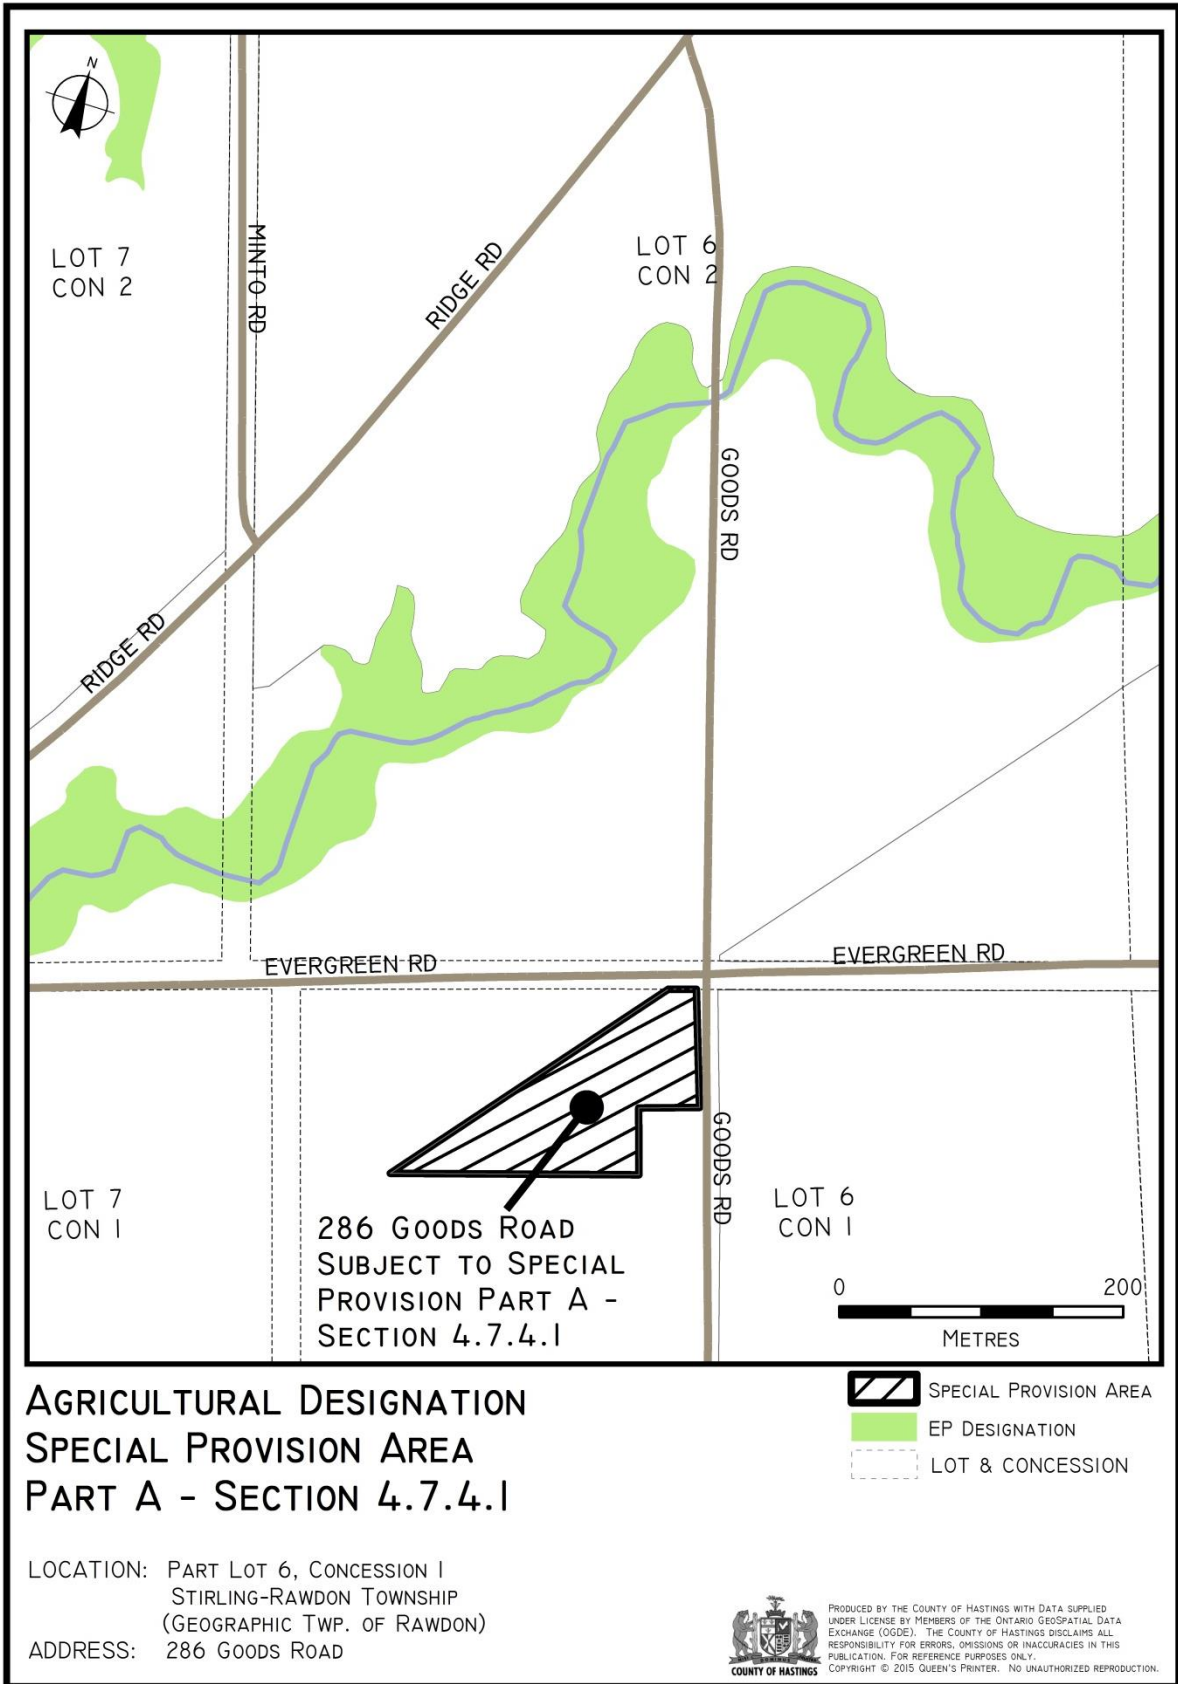 N
LOT 7
CON 2
MINTO RD
RIDGE RD
LOT 6
CON 2
GOODS RD
RIDGE RD
EVERGREEN RD
EVERGREEN RD
GOODS RD
LOT 7
CON 1
LOT 6
CON 1
286 GOODS ROAD
SUBJECT TO SPECIAL
PROVISION PART A -
SECTION 4.7.4.1
0 200
METRES
AGRICULTURAL DESIGNATION
SPECIAL PROVISION AREA
PART A - SECTION 4.7.4.1
SPECIAL PROVISION AREA
EP DESIGNATION
LOT & CONCESSION
LOCATION: PART LOT 6, CONCESSION 1
STIRLING-RAWDON TOWNSHIP
(GEOGRAPHIC TWP. OF RAWDON)
ADDRESS: 286 GOODS ROAD
COUNTY OF HASTINGS
PRODUCED BY THE COUNTY OF HASTINGS WITH DATA SUPPLIED
UNDER LICENSE BY MEMBERS OF THE ONTARIO GEOSPATIAL DATA
EXCHANGE (OGDE). THE COUNTY OF HASTINGS DISCLAIMS ALL
RESPONSIBILITY FOR ERRORS, OMISSIONS OR INACCURACIES IN THIS
PUBLICATION. FOR REFERENCE PURPOSES ONLY.
COPYRIGHT © 2015 QUEEN'S PRINTER. NO UNAUTHORIZED REPRODUCTION.